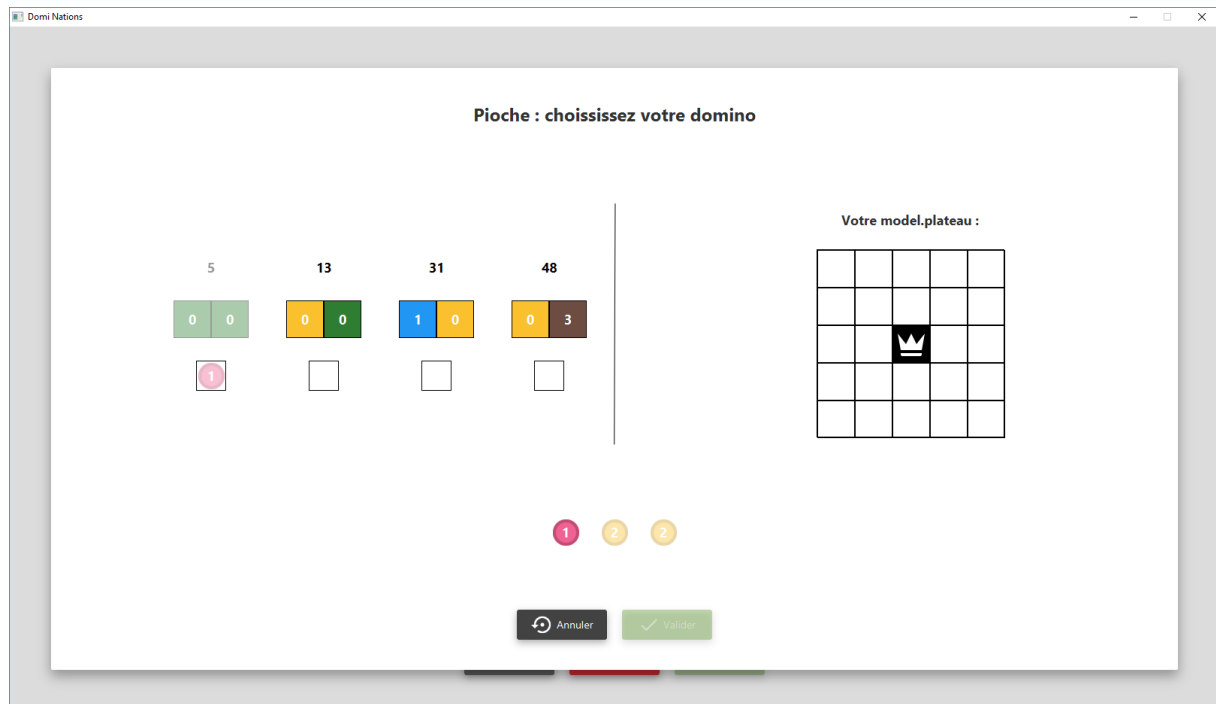 Domi Nations
Pioche : choississez votre domino
Votre model.plateau :
5 13 31 48
0 0 0 0 1 0 0 3
1
1 2 2
Annuler Valider